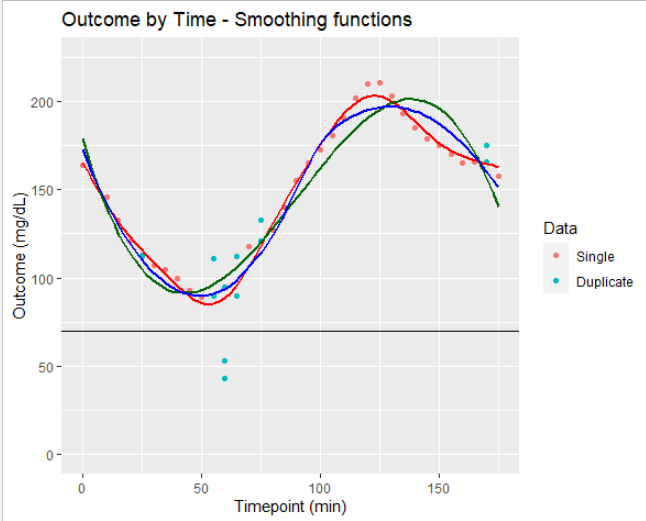 Outcome by Time - Smoothing functions
200
150
100
50
0
Outcome (mg/dL)
0
50
100
150
Timepoint (min)
Data
Single
Duplicate